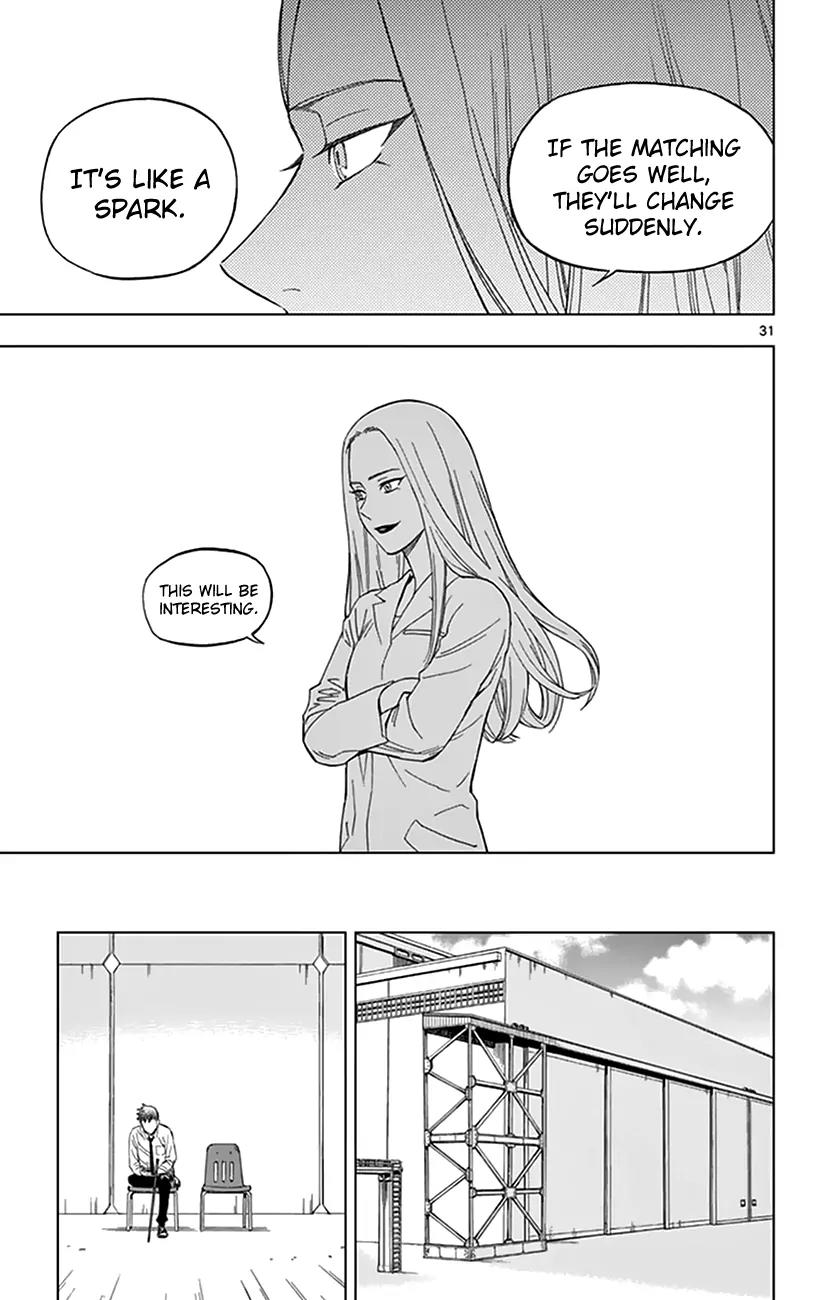 IF THE MATCHING
GOES WELL,
THEY'LL CHANGE
SUDDENLY.
IT'S LIKE A
SPARK.
31
THIS WILL BE
INTERESTING.